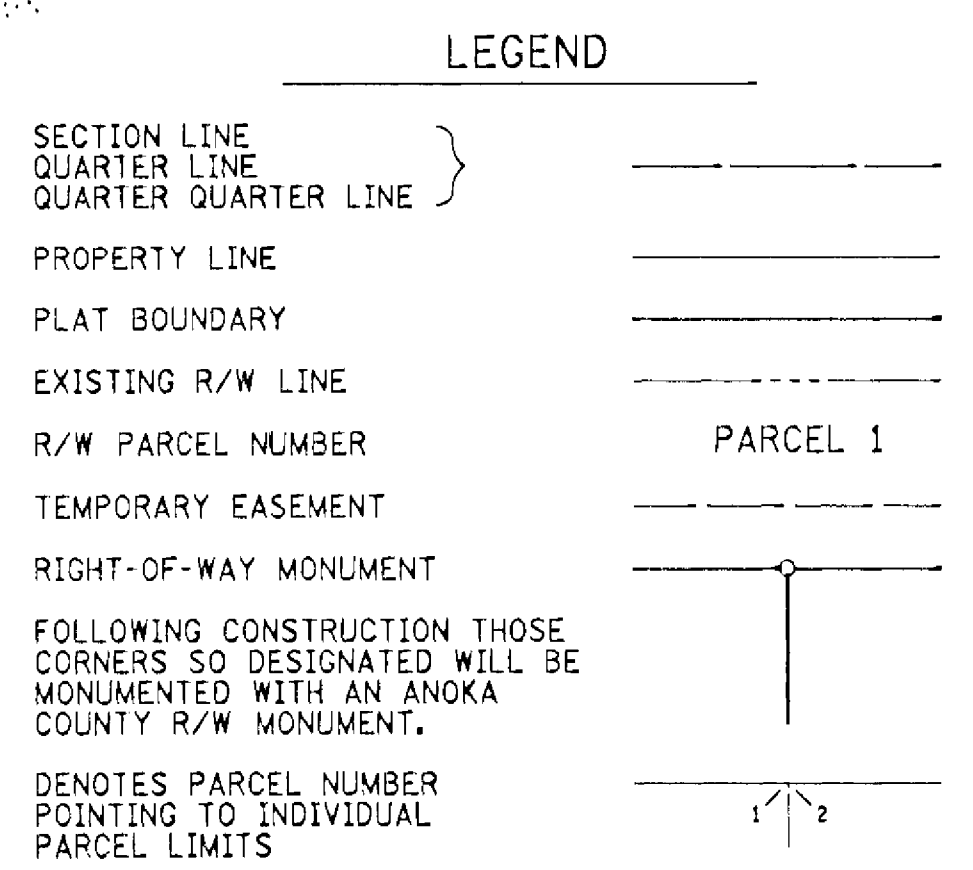 LEGEND
SECTION LINE
QUARTER LINE
QUARTER QUARTER LINE
PROPERTY LINE
PLAT BOUNDARY
EXISTING R/W LINE
R/W PARCEL NUMBER PARCEL 1
TEMPORARY EASEMENT
RIGHT-OF-WAY MONUMENT
FOLLOWING CONSTRUCTION THOSE
CORNERS SO DESIGNATED WILL BE
MONUMENTED WITH AN ANOKA
COUNTY R/W MONUMENT.
DENOTES PARCEL NUMBER
POINTING TO INDIVIDUAL 1 2
PARCEL LIMITS